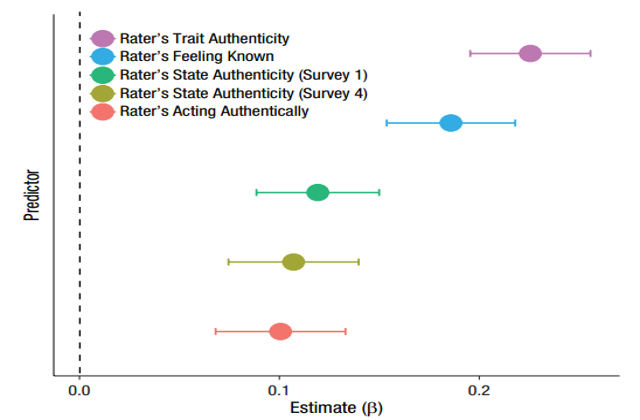 Rater's Trait Authenticity
Rater's Feeling Known
Rater's State Authenticity (Survey 1)
Rater's State Authenticity (Survey 4)
Rater's Acting Authentically
Predictor
0.0
0.1
0.2
Estimate (β)